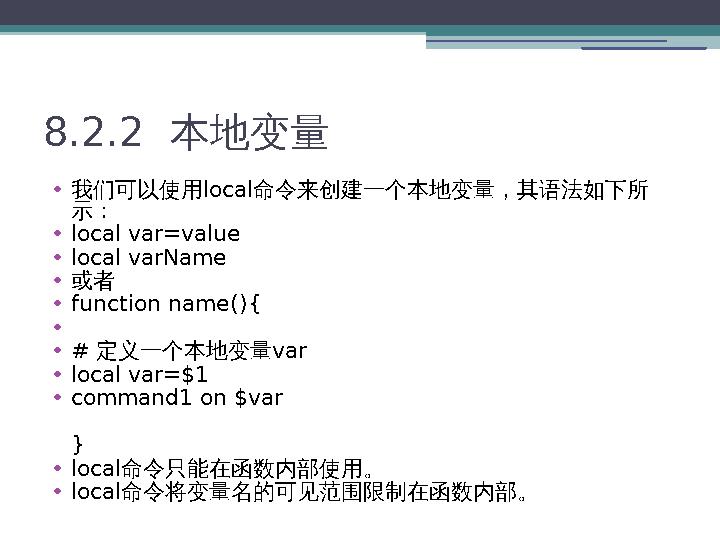 8.2.2 本地变量
• 我们可以使用local命令来创建一个本地变量，其语法如下所
示：
• local var=value
• local varName
• 或者
• function name(){
•
• # 定义一个本地变量var
• local var=$1
• command1 on $var
}
• local命令只能在函数内部使用。
• local命令将变量名的可见范围限制在函数内部。